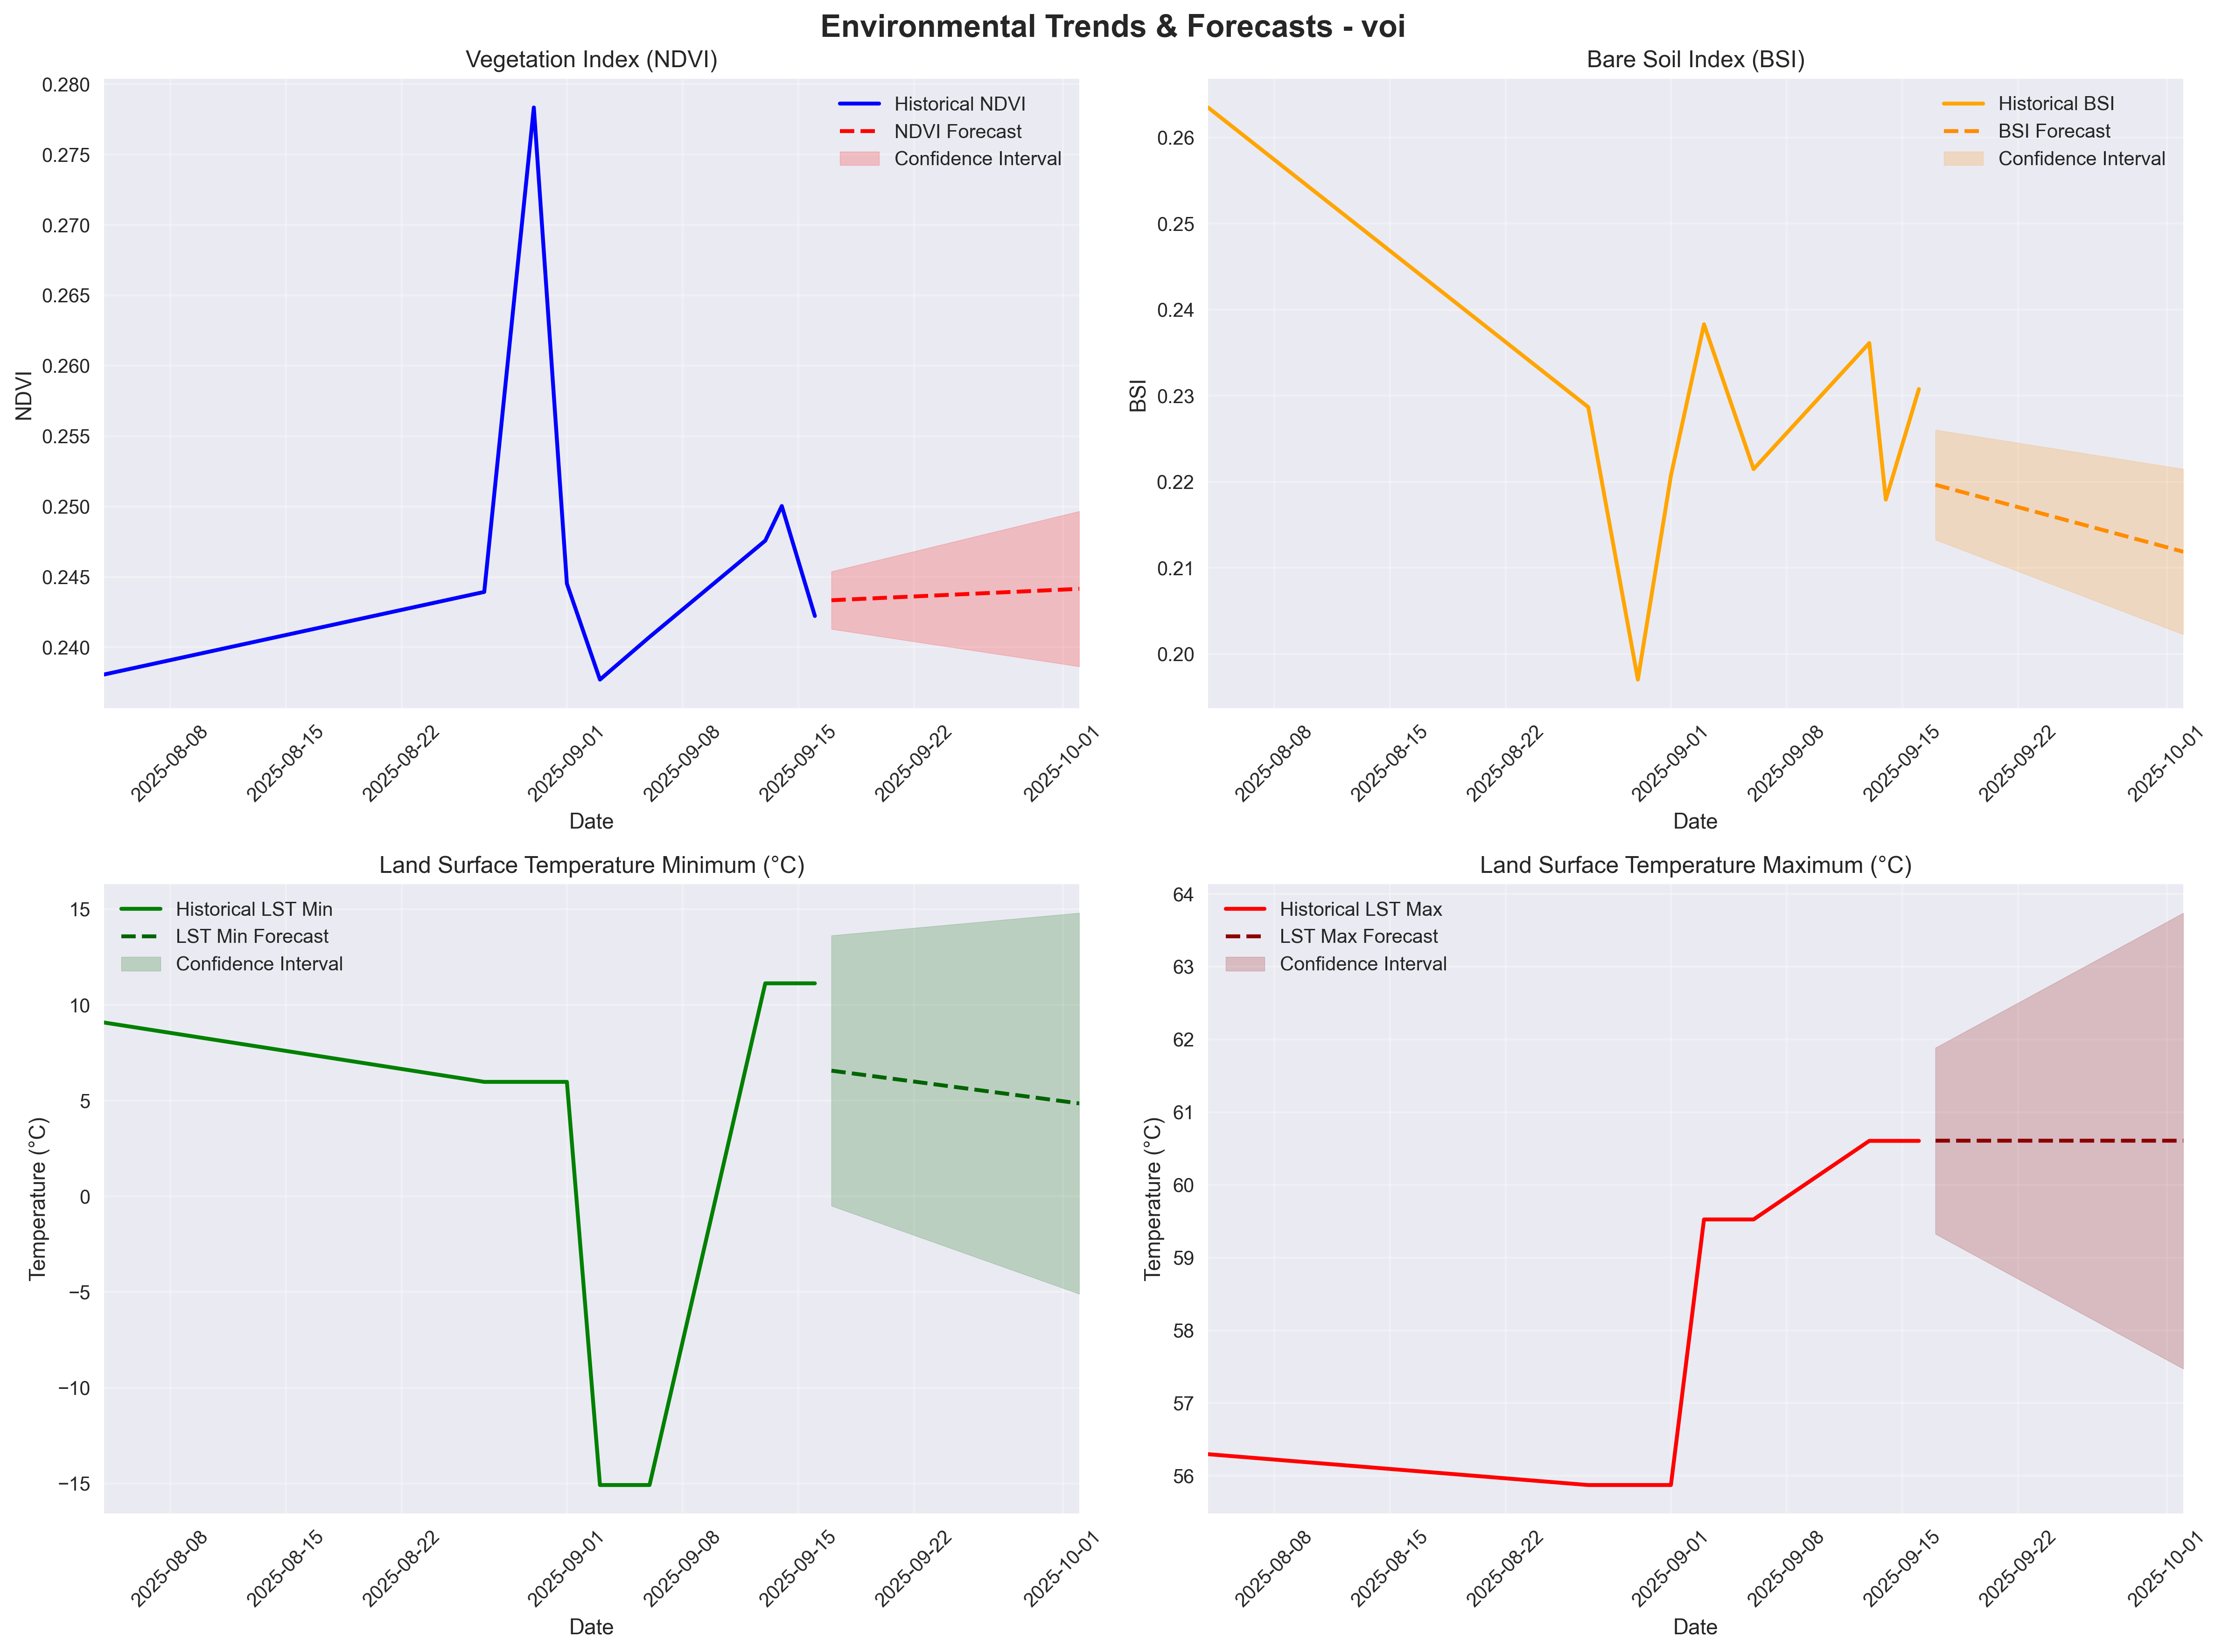 Environmental Trends & Forecasts - voi
Vegetation Index (NDVI)
Historical NDVI
NDVI Forecast
Confidence Interval
NDVI
0.280
0.275
0.270
0.265
0.260
0.255
0.250
0.245
0.240
2025-08-08
2025-08-15
2025-08-22
2025-09-01
2025-09-08
2025-09-15
2025-09-22
2025-10-01
Date
Bare Soil Index (BSI)
Historical BSI
BSI Forecast
Confidence Interval
BSI
0.26
0.25
0.24
0.23
0.22
0.21
0.20
2025-08-08
2025-08-15
2025-08-22
2025-09-01
2025-09-08
2025-09-15
2025-09-22
2025-10-01
Date
Land Surface Temperature Minimum (°C)
Historical LST Min
LST Min Forecast
Confidence Interval
Temperature (°C)
15
10
5
0
−5
−10
−15
2025-08-08
2025-08-15
2025-08-22
2025-09-01
2025-09-08
2025-09-15
2025-09-22
2025-10-01
Date
Land Surface Temperature Maximum (°C)
Historical LST Max
LST Max Forecast
Confidence Interval
Temperature (°C)
64
63
62
61
60
59
58
57
56
2025-08-08
2025-08-15
2025-08-22
2025-09-01
2025-09-08
2025-09-15
2025-09-22
2025-10-01
Date